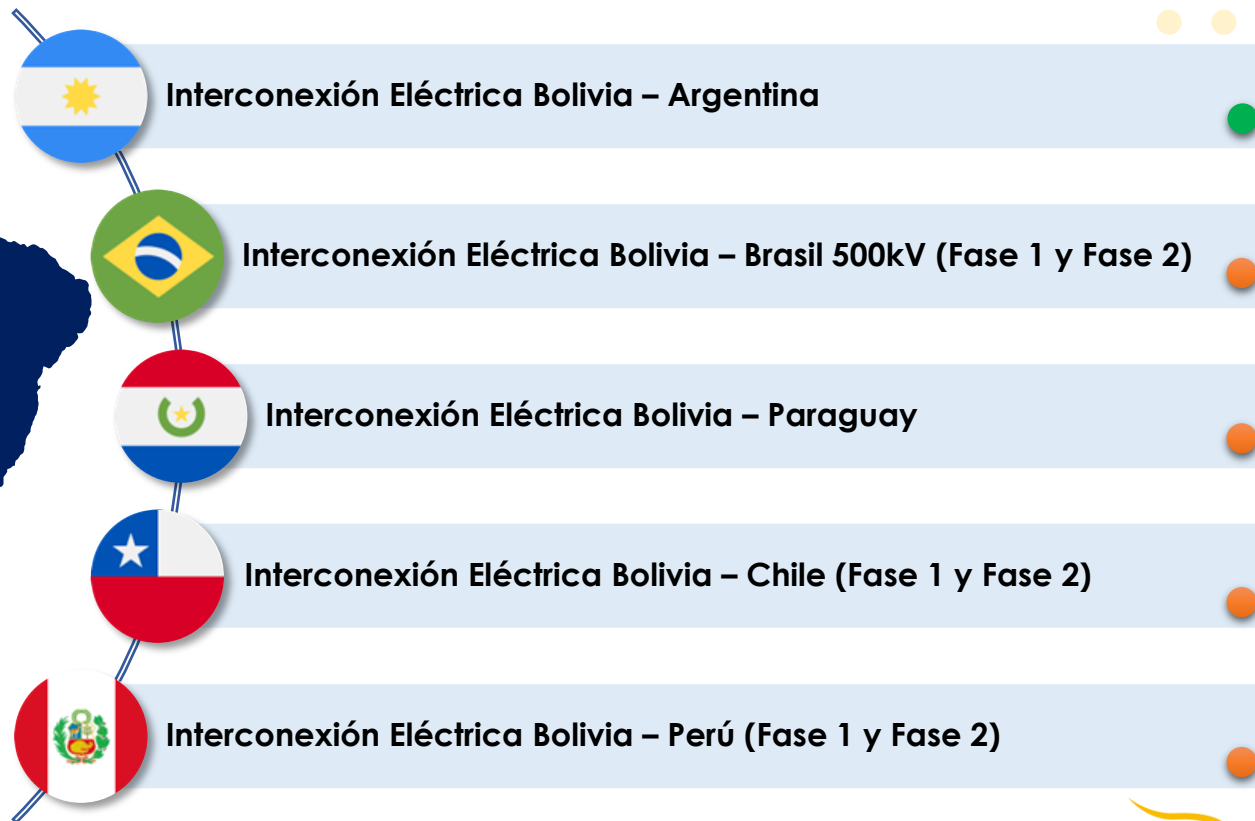 Interconexión Eléctrica Bolivia – Argentina
Interconexión Eléctrica Bolivia – Brasil 500kV (Fase 1 y Fase 2)
Interconexión Eléctrica Bolivia – Paraguay
Interconexión Eléctrica Bolivia – Chile (Fase 1 y Fase 2)
Interconexión Eléctrica Bolivia – Perú (Fase 1 y Fase 2)